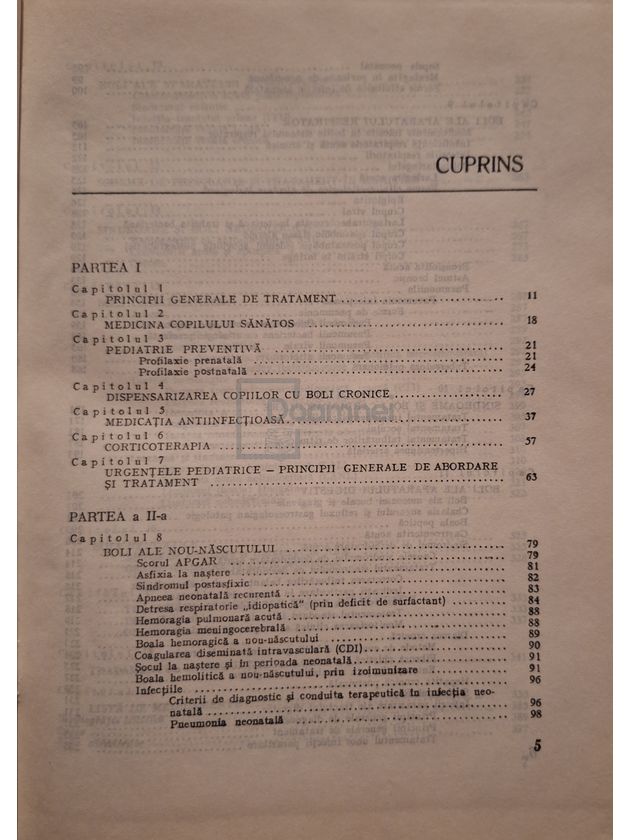 CUPRINS
PARTEA I
Capitolul 1
PRINCIPII GENERALE DE TRATAMENT 11
Capitolul 2
MEDICINA COPILULUI SĂNĂTOS 18
Capitolul 3
PEDIATRIE PREVENTIVĂ 21
Profilaxie prenatală 21
Profilaxie postnatală 24
Capitolul 4
DISPENSARIZAREA COPIILOR CU BOLI CRONICE 27
Capitolul 5
MEDICAȚIA ANTIINFECȚIOASĂ 37
Capitolul 6
CORTICOTERAPIA 57
Capitolul 7
URGENȚELE PEDIATRICE – PRINCIPII GENERALE DE ABORDARE
ȘI TRATAMENT 63
PARTEA a II-a
Capitolul 8
BOLI ALE NOU-NĂSCUTULUI 79
Scorul APGAR 79
Asfixia la naștere 81
Sindromul postasfixic 82
Apneea neonatală recurentă 83
Detresa respiratorie „idiopatică" (prin deficit de surfactant) 84
Hemoragia pulmonară acută 88
Hemoragia meningocerebrală 88
Boala hemoragică a nou-născutului 89
Coagularea diseminată intravasculară (CDI) 90
Șocul la naștere și în perioada neonatală 91
Boala hemolitică a nou-născutului, prin izoimunizare 91
Infecțiile 96
Criterii de diagnostic și conduita terapeutică în infecția neo-
natală 96
Pneumonia neonatală 98
5